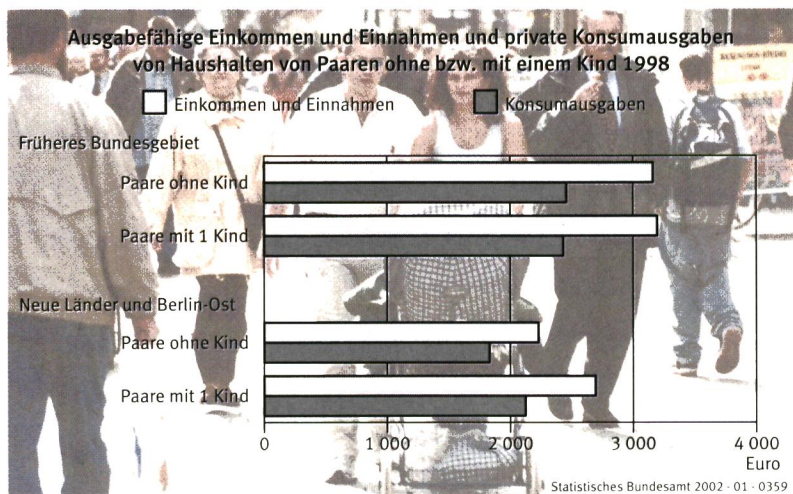 Ausgabefähige Einkommen und Einnahmen und private Konsumausgaben
von Haushalten von Paaren ohne bzw. mit einem Kind 1998
Einkommen und Einnahmen
Konsumausgaben
Früheres Bundesgebiet
Paare ohne Kind
Paare mit 1 Kind
Neue Länder und Berlin-Ost
Paare ohne Kind
Paare mit 1 Kind
0 1 000 2 000 3 000 4 000
Euro
Statistisches Bundesamt 2002 · 01 · 0359